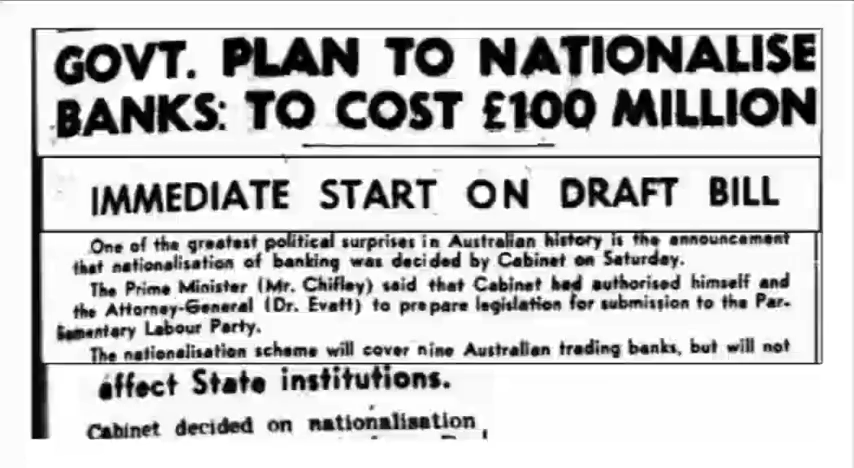 GOVT. PLAN TO NATIONALISE
BANKS: TO COST £100 MILLION
IMMEDIATE START ON DRAFT BILL
One of the greatest political surprises in Australian history is the announcement
that nationalisation of banking was decided by Cabinet on Saturday.
The Prime Minister (Mr. Chifley) said that Cabinet had authorised himself and
the Attorney-General (Dr. Evatt) to prepare legislation for submission to the Par-
liamentary Labour Party.
The nationalisation scheme will cover nine Australian trading banks, but will not
affect State institutions.
Cabinet decided on nationalisation